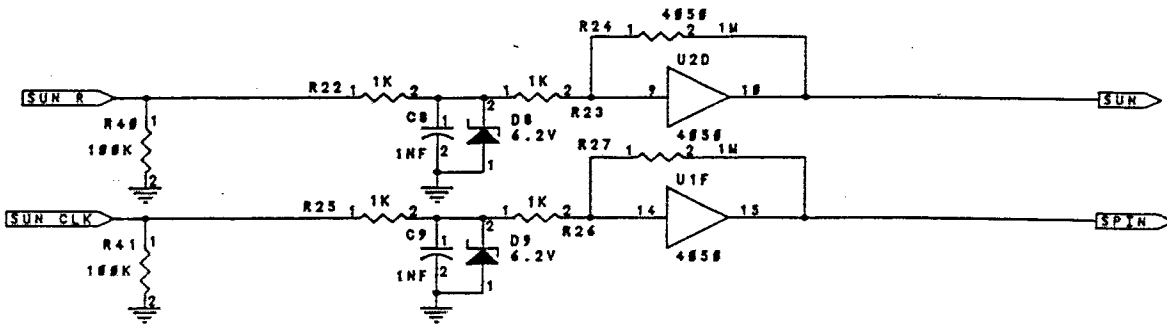 R24 1 4050 2 1M
U2D
SUN R
R22 1 1K 2
1 1K 2
R23
9 10
SUN
R40 1
100K
2
C8 1
1NF 2
2 D8
6.2V
1
4050
R27 1 2 1M
U1F
SUN CLK
R25 1 1K 2
1 1K 2
R26
14 15
SPIN
R41 1
100K
2
C9 1
1NF 2
2 D9
6.2V
1
4050